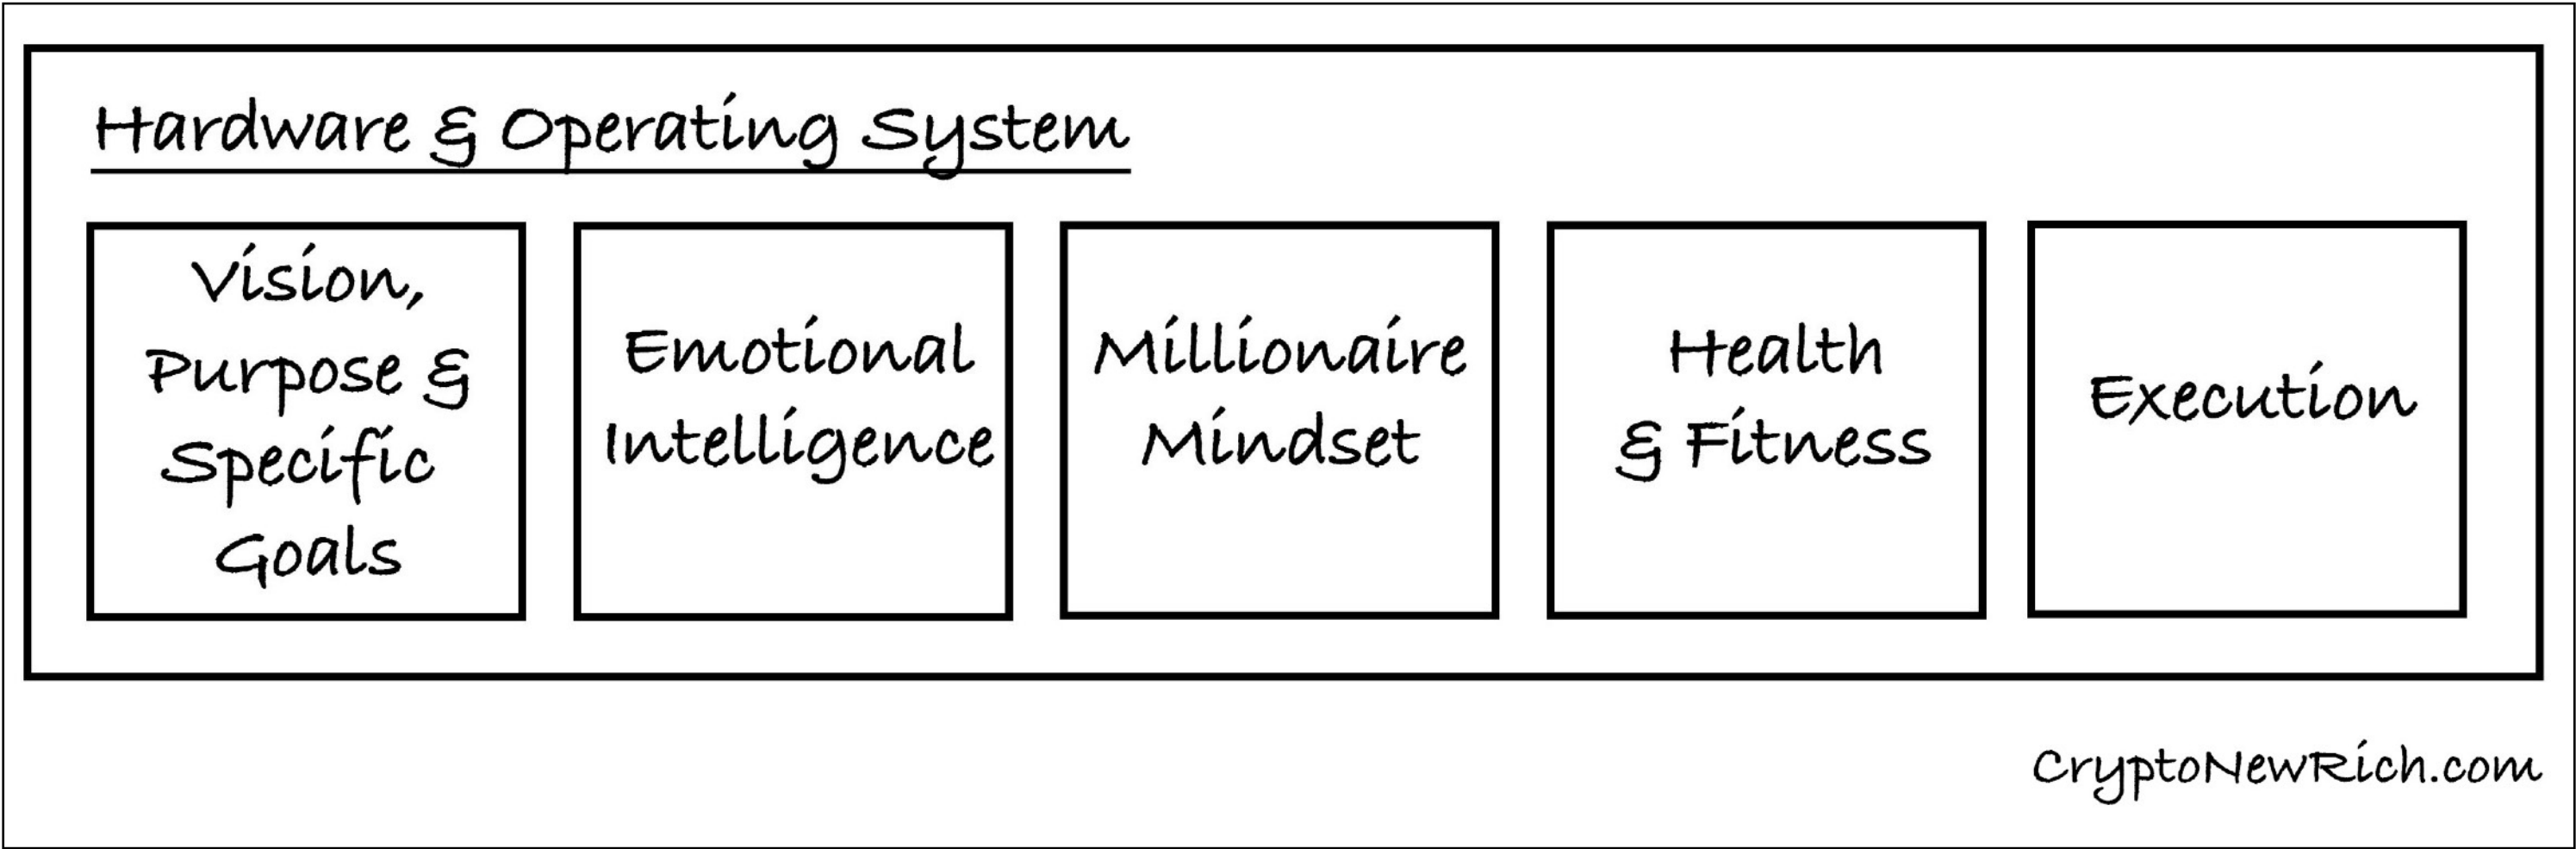 Hardware & Operating System
Vision,
Purpose &
Specific
Goals
Emotional
Intelligence
Millionaire
Mindset
Health
& Fitness
Execution
CryptoNewRich.com